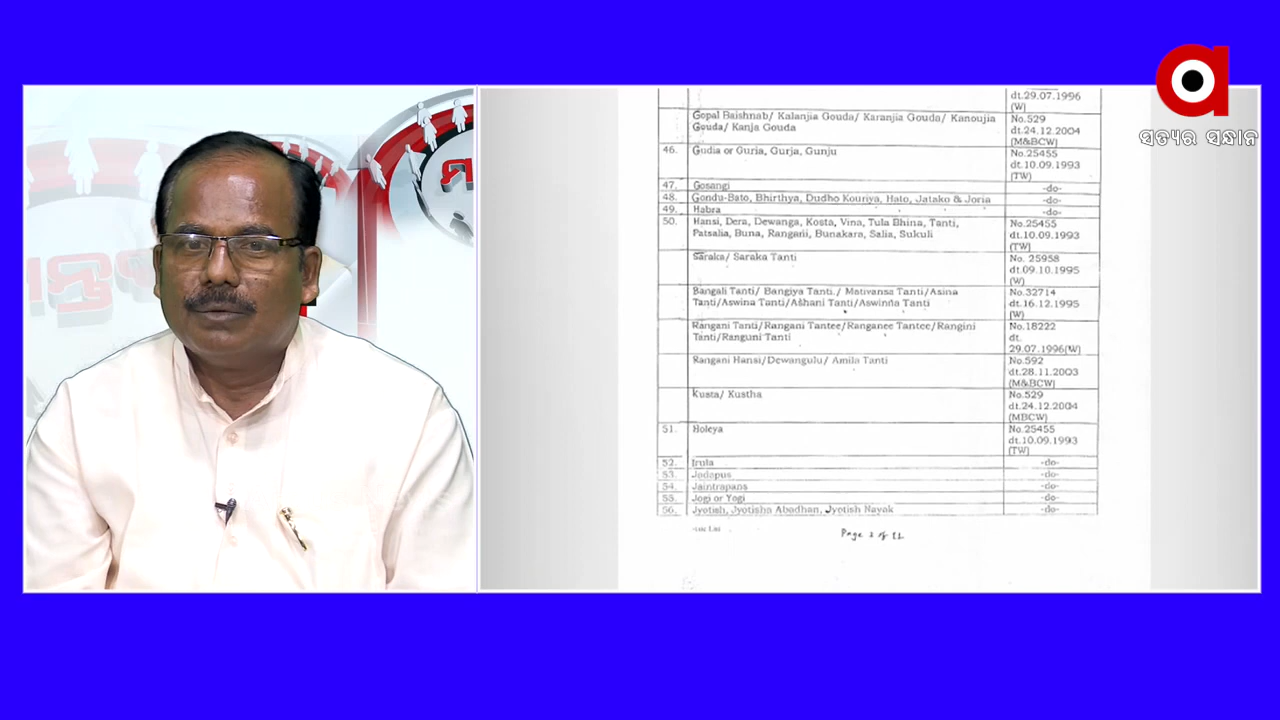 ସତ୍ୟର ସନ୍ଧାନ
dt.29.07.1996
(W)
Gopal Baishnab/ Kalanjia Gouda/ Karanjia Gouda/ Kanoujia
Gouda/ Kanja Gouda
No.529
dt.24.12.2004
(M&BCW)
46. Gudia or Guria, Gurja, Gunju
No.25455
dt.10.09.1993
(TW)
47. Gosangi -do-
48. Gondu-Bato, Bhirthya, Dudho Kouriya, Hato, Jatako & Joria -do-
49. Habra -do-
50. Hansi, Dera, Dewanga, Kosta, Vina, Tula Bhina, Tanti,
Patsalia, Buna, Rangarii, Bunakara, Salia, Sukuli
No.25455
dt.10.09.1993
(TW)
Saraka/ Saraka Tanti
No. 25958
dt.09.10.1995
(W)
Bangali Tanti/ Bangiya Tanti./ Mativansa Tanti/Asina
Tanti/Aswina Tanti/Ashani Tanti/Aswinna Tanti
No.32714
dt.16.12.1995
(W)
Rangani Tanti/Rangani Tantee/Ranganee Tantee/Rangini
Tanti/Ranguni Tanti
No.18222
dt.
29.07.1996(W)
Rangani Hansi/Dewangulu/ Amila Tanti
No.592
dt.28.11.2003
(M&BCW)
Kusta/ Kustha
No.529
dt.24.12.2004
(MBCW)
51. Holeya
No.25455
dt.10.09.1993
(TW)
52. Irula -do-
53. Jadapus -do-
54. Jaintrapans -do-
55. Jogi or Yogi -do-
56. Jyotish, Jyotisha Abadhan, Jyotish Nayak -do-
List
Page 3 of 11